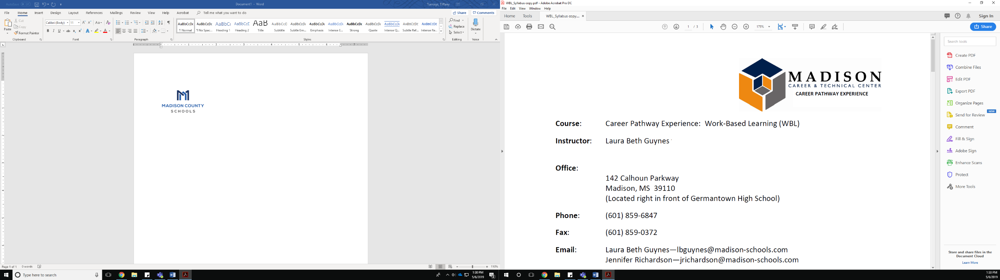 AutoSave Off
Document1 - Word
Turnage, Tiffany
File Home Insert Design Layout References Mailings Review View Help Acrobat Tell me what you want to do
Share Comments
Paste
Cut
Copy
Format Painter
Clipboard
Calibri (Body) 11
Font
Paragraph
AaBbCcDc AaBbCcDc AaBbCc AaBbCcE AaB AaBbCcD AaBbCcDc AaBbCcDc AaBbCcDc AaBbCcDc AaBbCcDc AaBbCcDc AABBCCDC AABBCCDC
¶ Normal ¶ No Spac... Heading 1 Heading 2 Title Subtitle Subtle Em... Emphasis Intense E... Strong Quote Intense Q... Subtle Ref... Intense Re...
Styles
Find
Replace
Select
Editing
Dictate
Voice
MADISON COUNTY
SCHOOLS
Page 1 of 1 0 words
110%
Type here to search
1:30 PM
5/6/2019
2
WBL_Syllabus copy.pdf - Adobe Acrobat Pro DC
File Edit View Window Help
Home Tools WBL_Syllabus copy.... ×
Sign In
1 / 3
175%
Share
MADISON
CAREER & TECHNICAL CENTER
CAREER PATHWAY EXPERIENCE
Course: Career Pathway Experience: Work-Based Learning (WBL)
Instructor: Laura Beth Guynes
Office:
142 Calhoun Parkway
Madison, MS 39110
(Located right in front of Germantown High School)
Phone: (601) 859-6847
Fax: (601) 859-0372
Email: Laura Beth Guynes—lbguynes@madison-schools.com
Jennifer Richardson—jrichardson@madison-schools.com
Search tools
Create PDF
Combine Files
Edit PDF
Export PDF
Organize Pages
Send for Review NEW
Comment
Fill & Sign
Adobe Sign
Enhance Scans
Protect
More Tools
Store and share files in the
Document Cloud
Learn More
1:30 PM
5/6/2019